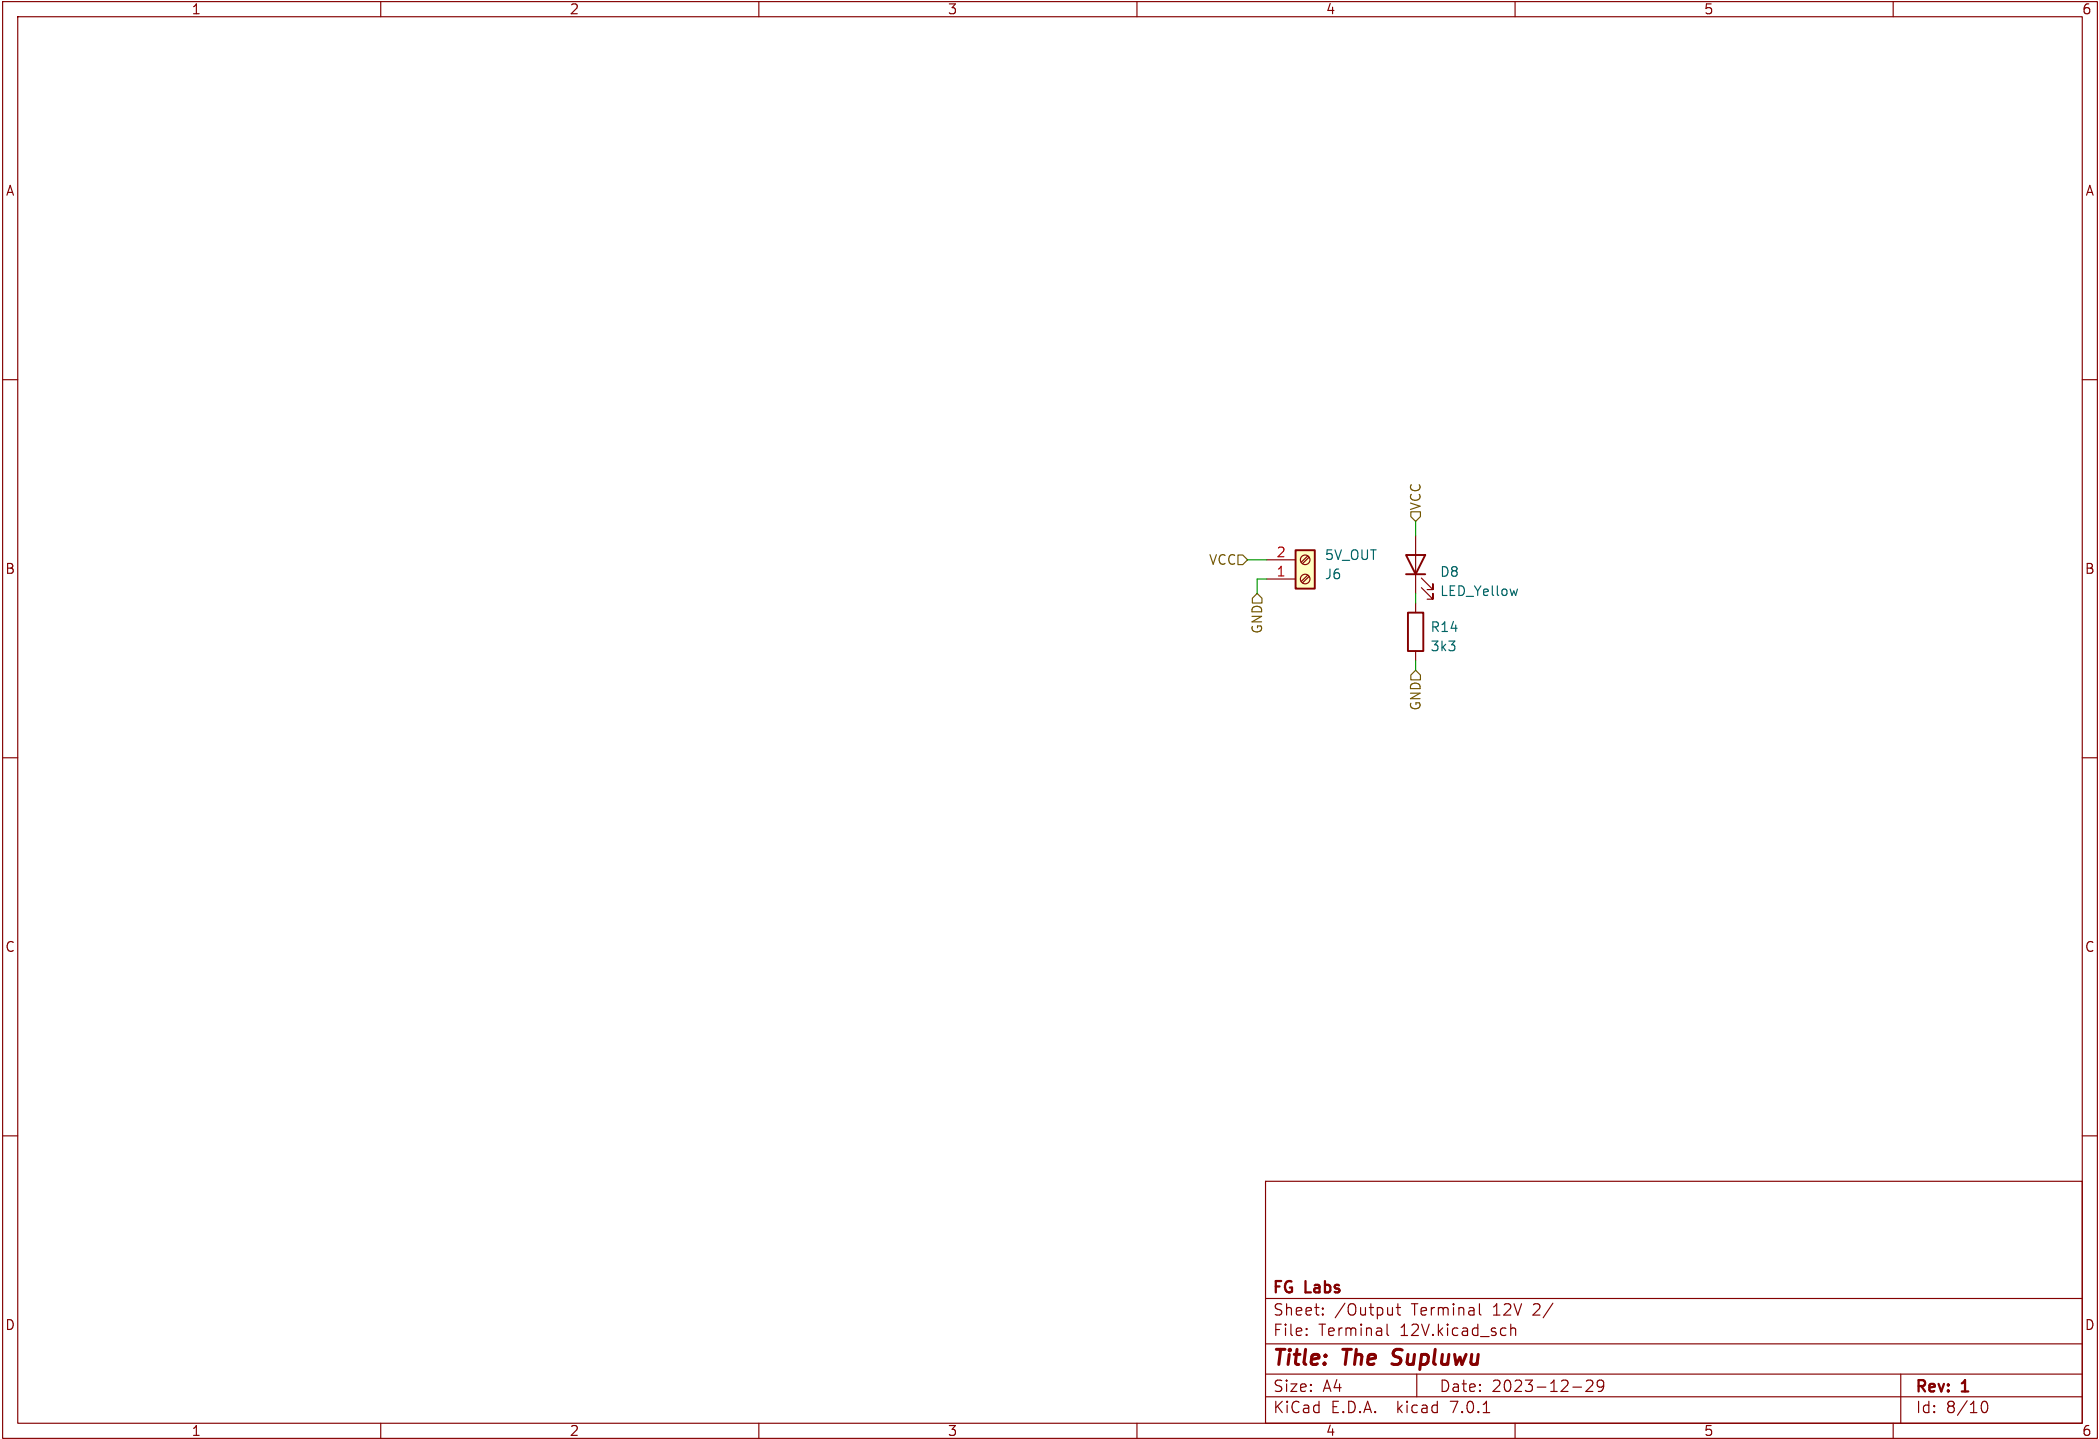 1 2 3 4 5 6
A A
VCC
VCC 2 5V_OUT
1 J6
B B
D8
LED_Yellow
GND
R14
3k3
GND
C C
FG Labs
Sheet: /Output Terminal 12V 2/
File: Terminal 12V.kicad_sch
D D
Title: The Supluwu
Size: A4 Date: 2023-12-29 Rev: 1
KiCad E.D.A. kicad 7.0.1 Id: 8/10
1 2 3 4 5 6